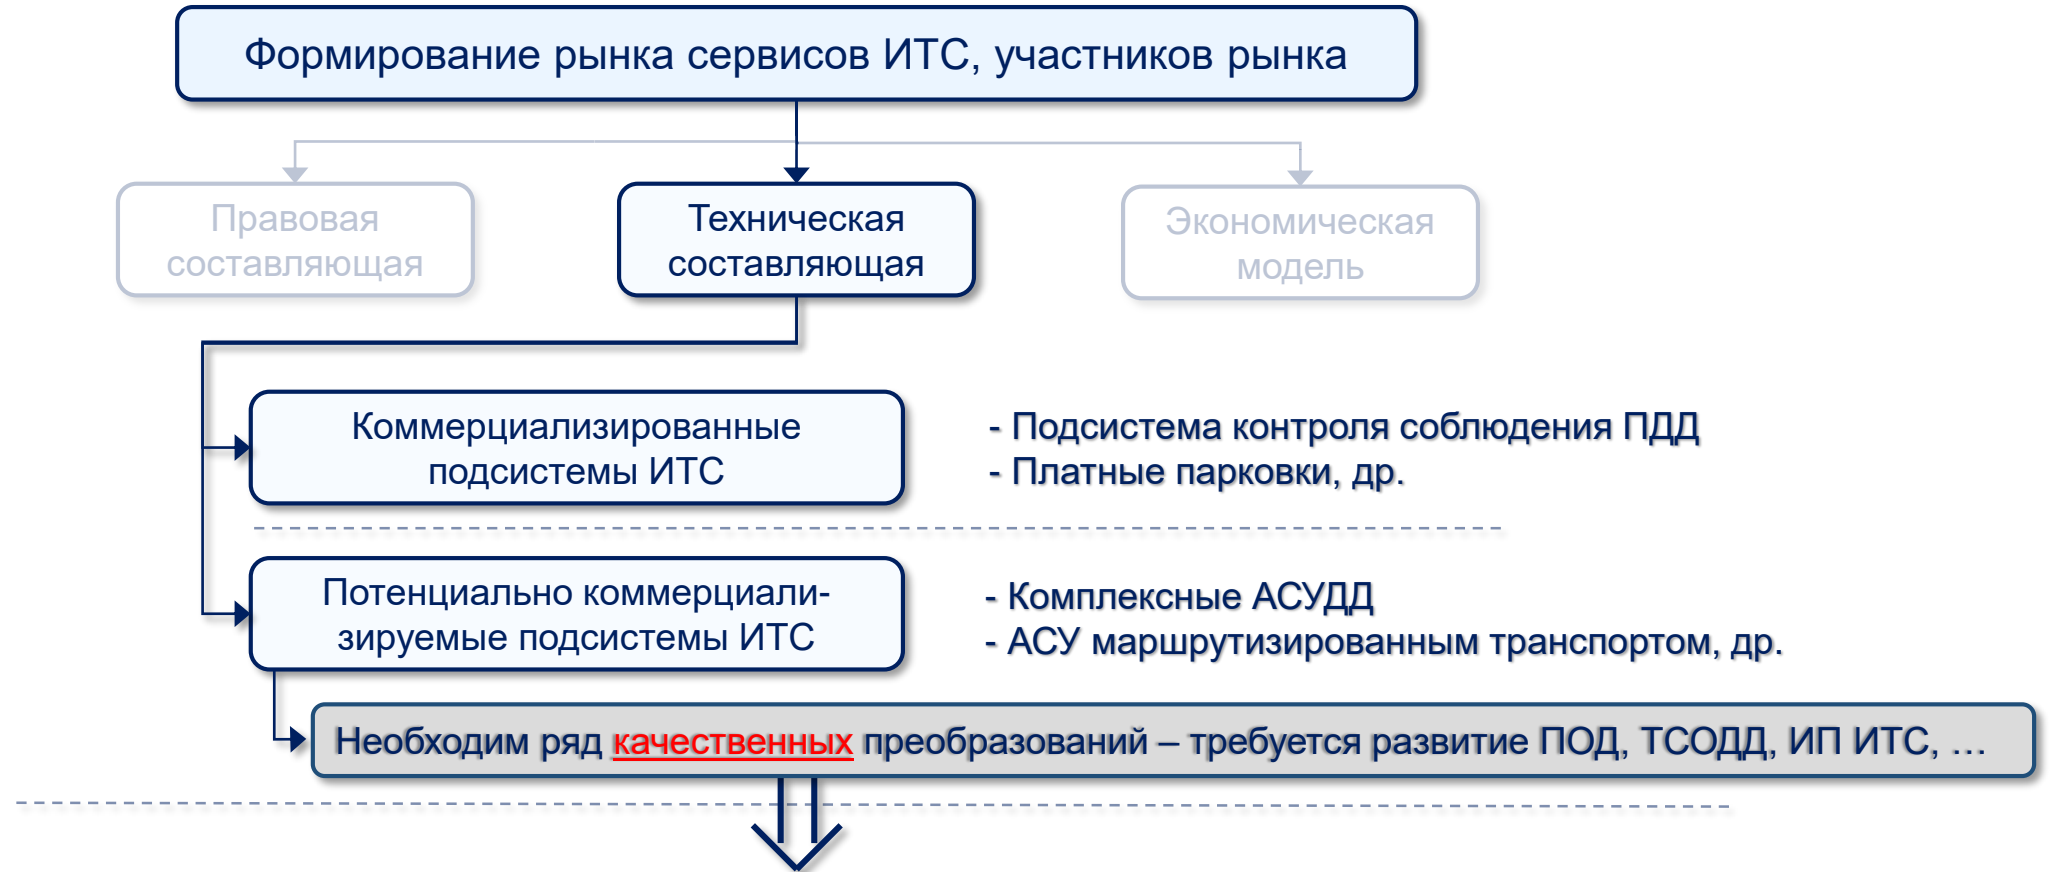 Формирование рынка сервисов ИТС, участников рынка
Правовая
составляющая
Техническая
составляющая
Экономическая
модель
Коммерциализированные
подсистемы ИТС
- Подсистема контроля соблюдения ПДД
- Платные парковки, др.
Потенциально коммерциали-
зируемые подсистемы ИТС
- Комплексные АСУДД
- АСУ маршрутизированным транспортом, др.
Необходим ряд качественных преобразований – требуется развитие ПОД, ТСОДД, ИП ИТС, …